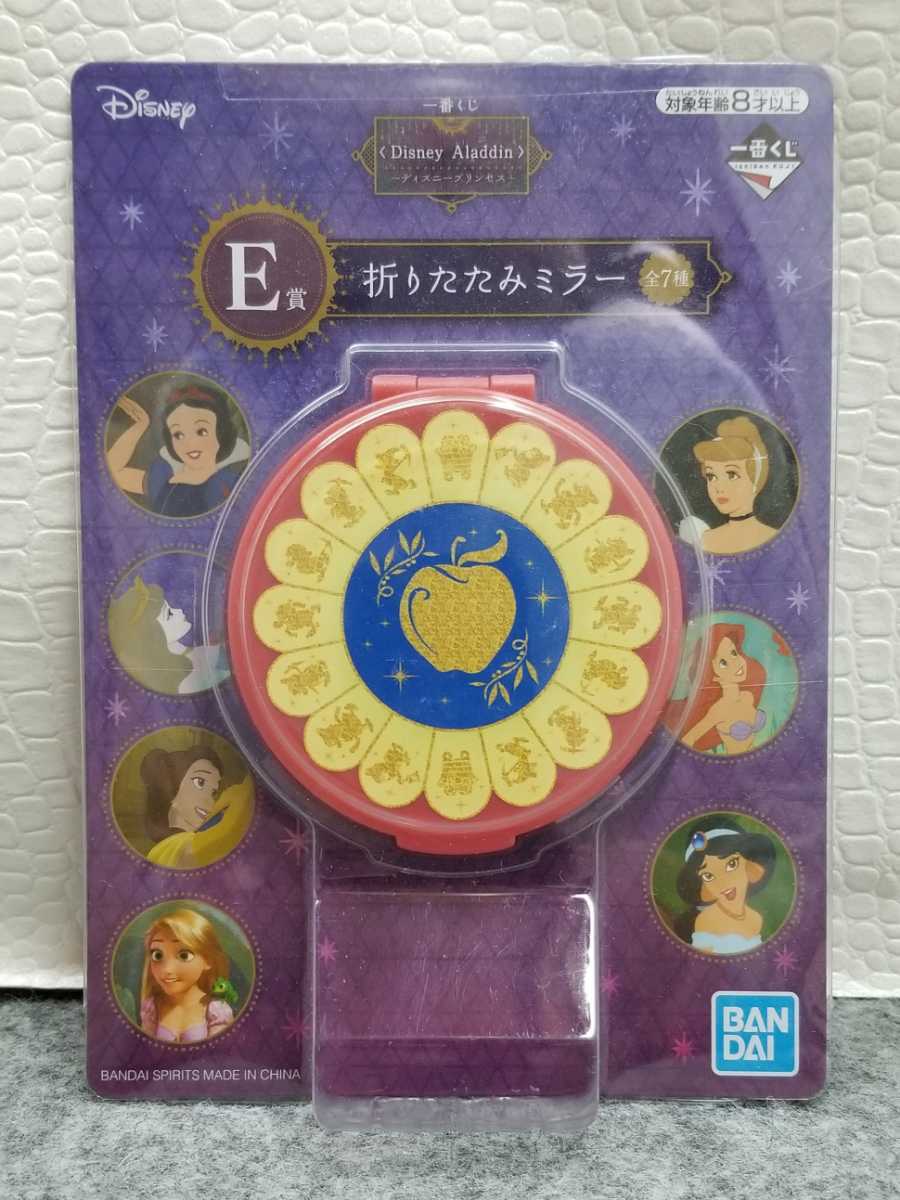 Disney
一番くじ
たいしょうねんれい さい い じょう
対象年齢8才以上
Disney Aladdin
~ディズニープリンセス~
一番くじ
ICHIBAN KUJI
E賞
折りたたみミラー
全7種
BANDAI SPIRITS MADE IN CHINA
BAN
DAI